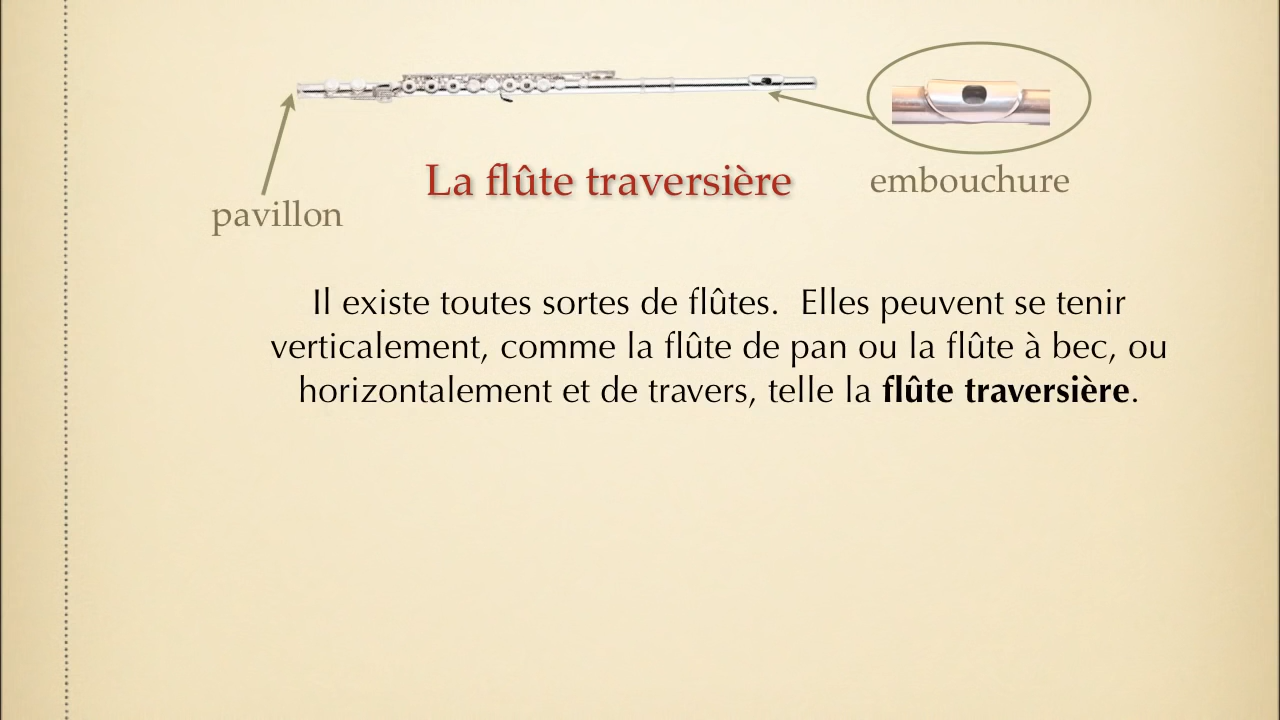 La flûte traversière
embouchure
pavillon
Il existe toutes sortes de flûtes.  Elles peuvent se tenir
verticalement, comme la flûte de pan ou la flûte à bec, ou
horizontalement et de travers, telle la flûte traversière.